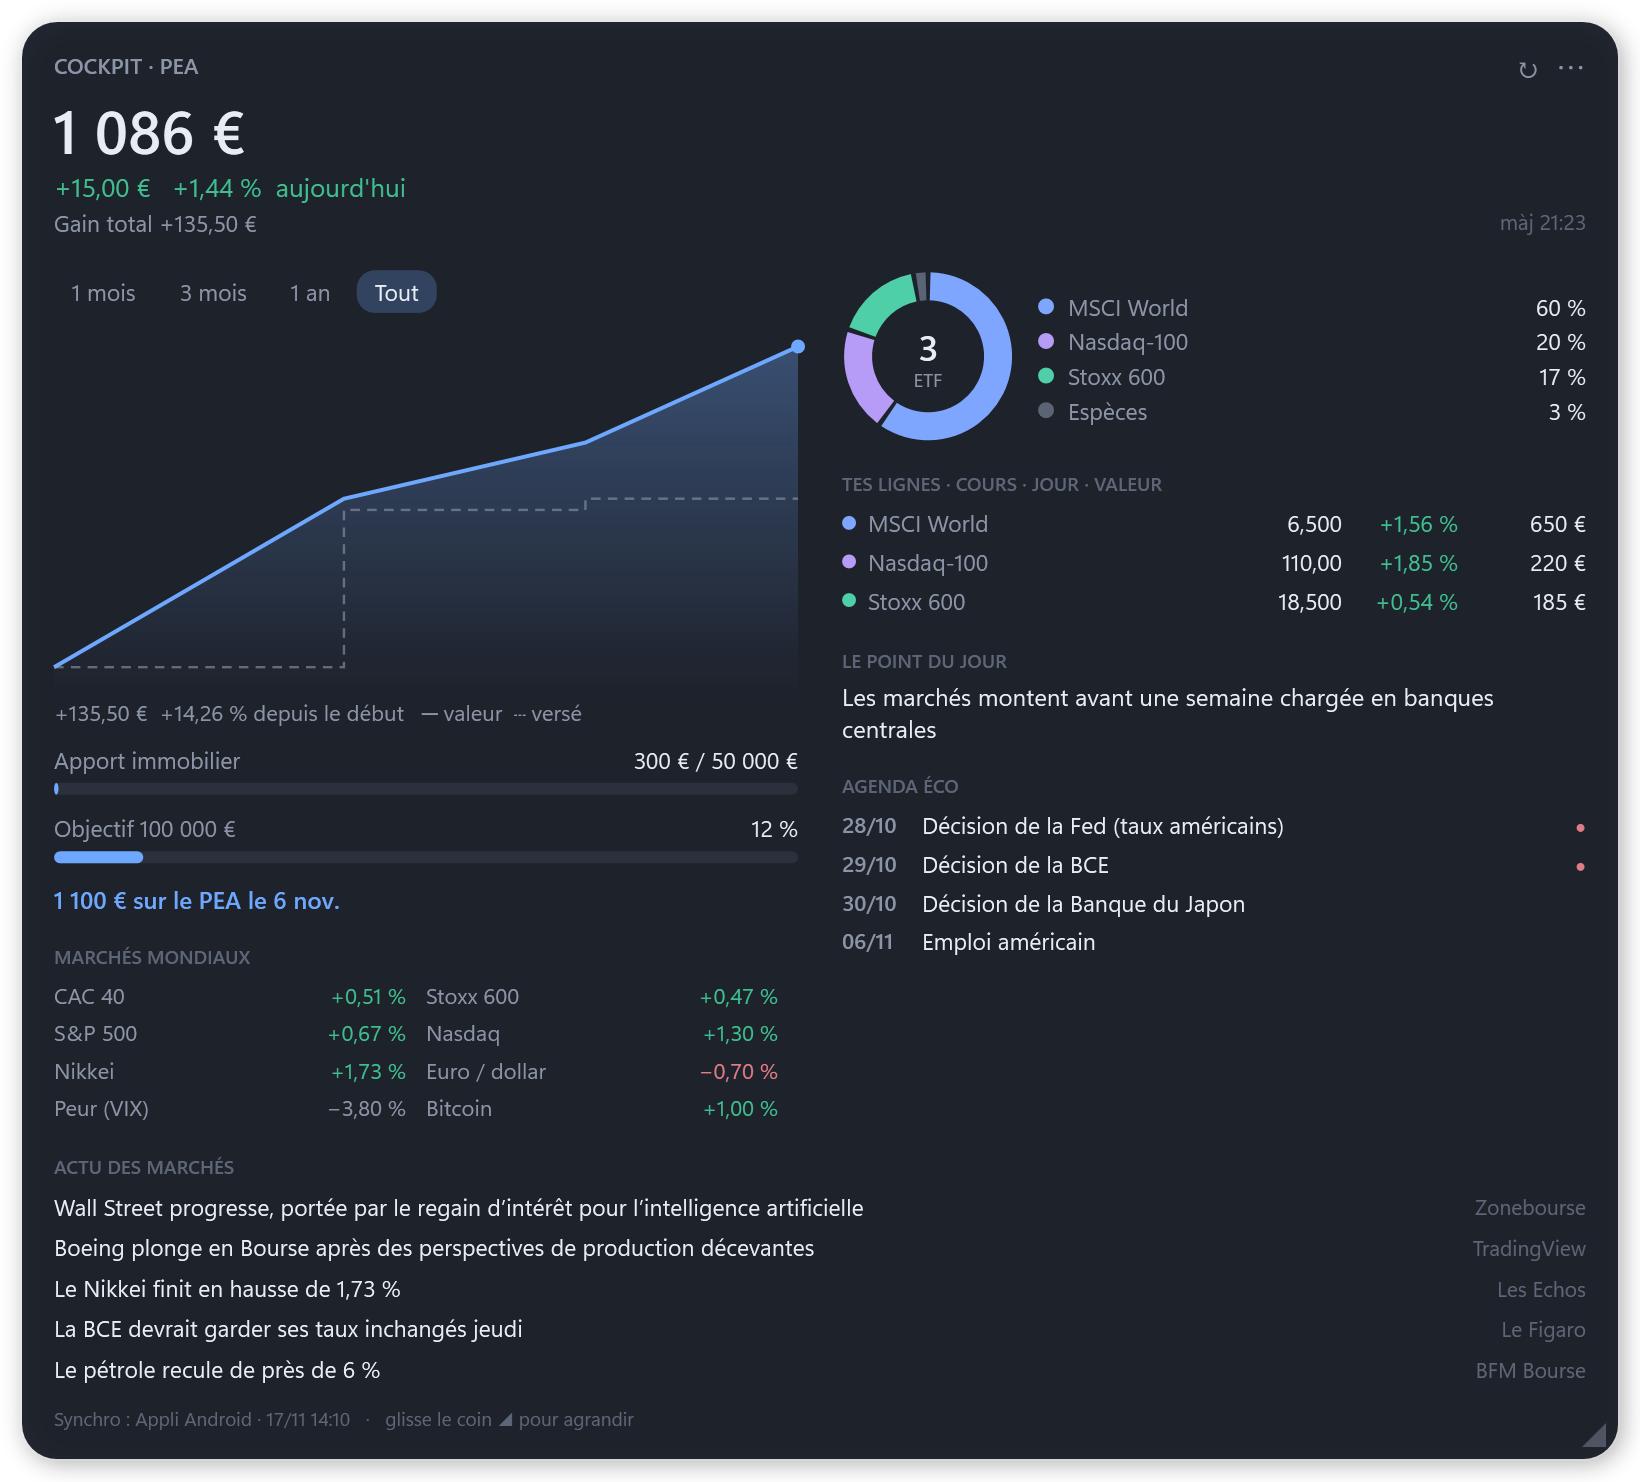 COCKPIT · PEA
↻ ···
1 086 €
+15,00 € +1,44 % aujourd'hui
Gain total +135,50 €
màj 21:23
1 mois 3 mois 1 an Tout
+135,50 € +14,26 % depuis le début — valeur --- versé
Apport immobilier 300 € / 50 000 €
Objectif 100 000 € 12 %
1 100 € sur le PEA le 6 nov.
MARCHÉS MONDIAUX
CAC 40 +0,51 % Stoxx 600 +0,47 %
S&P 500 +0,67 % Nasdaq +1,30 %
Nikkei +1,73 % Euro / dollar −0,70 %
Peur (VIX) −3,80 % Bitcoin +1,00 %
3
ETF
MSCI World 60 %
Nasdaq-100 20 %
Stoxx 600 17 %
Espèces 3 %
TES LIGNES · COURS · JOUR · VALEUR
MSCI World 6,500 +1,56 % 650 €
Nasdaq-100 110,00 +1,85 % 220 €
Stoxx 600 18,500 +0,54 % 185 €
LE POINT DU JOUR
Les marchés montent avant une semaine chargée en banques
centrales
AGENDA ÉCO
28/10 Décision de la Fed (taux américains)
29/10 Décision de la BCE
30/10 Décision de la Banque du Japon
06/11 Emploi américain
ACTU DES MARCHÉS
Wall Street progresse, portée par le regain d’intérêt pour l’intelligence artificielle Zonebourse
Boeing plonge en Bourse après des perspectives de production décevantes TradingView
Le Nikkei finit en hausse de 1,73 % Les Echos
La BCE devrait garder ses taux inchangés jeudi Le Figaro
Le pétrole recule de près de 6 % BFM Bourse
Synchro : Appli Android · 17/11 14:10 · glisse le coin ◢ pour agrandir